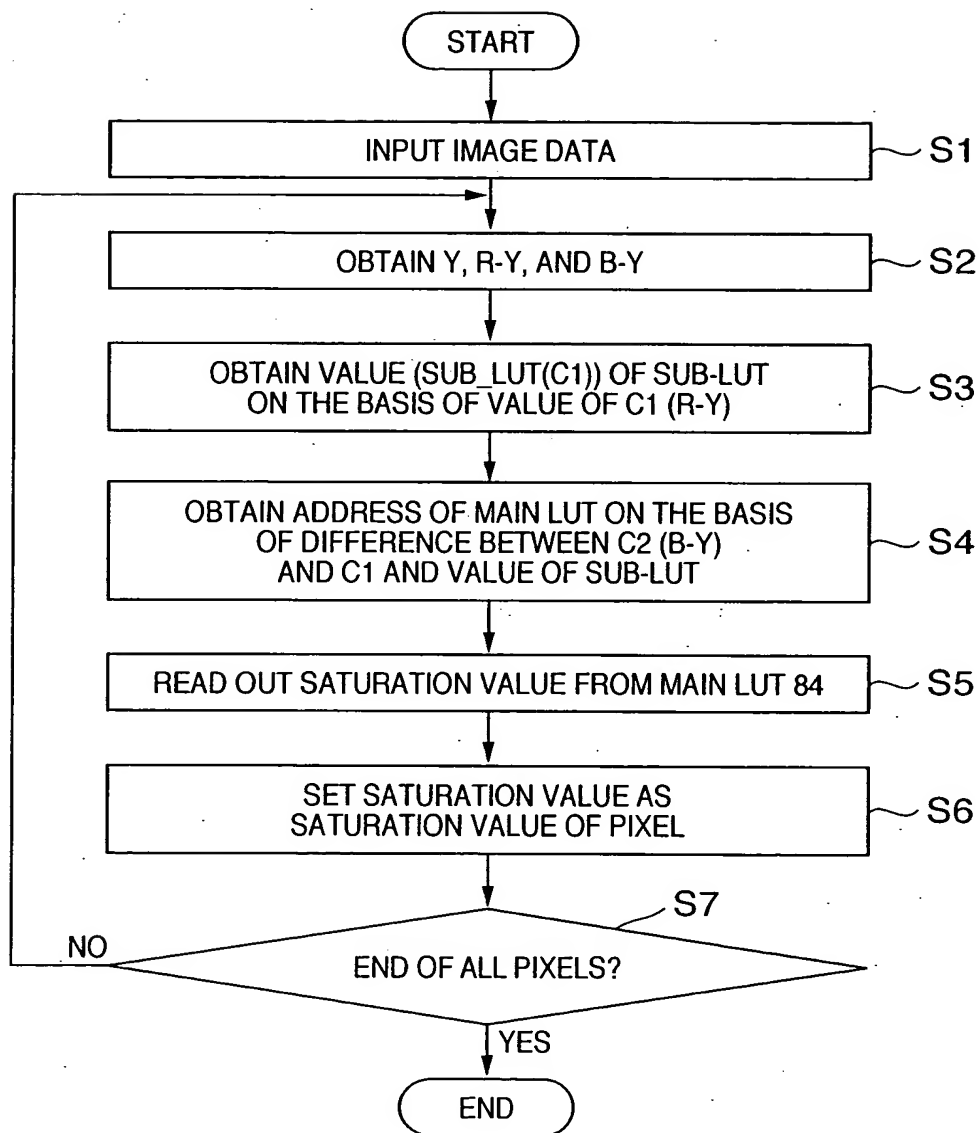 START
INPUT IMAGE DATA
S1
OBTAIN Y, R-Y, AND B-Y
S2
OBTAIN VALUE (SUB_LUT(C1)) OF SUB-LUT
ON THE BASIS OF VALUE OF C1 (R-Y)
S3
OBTAIN ADDRESS OF MAIN LUT ON THE BASIS
OF DIFFERENCE BETWEEN C2 (B-Y)
AND C1 AND VALUE OF SUB-LUT
S4
READ OUT SATURATION VALUE FROM MAIN LUT 84
S5
SET SATURATION VALUE AS
SATURATION VALUE OF PIXEL
S6
S7
NO
END OF ALL PIXELS?
YES
END